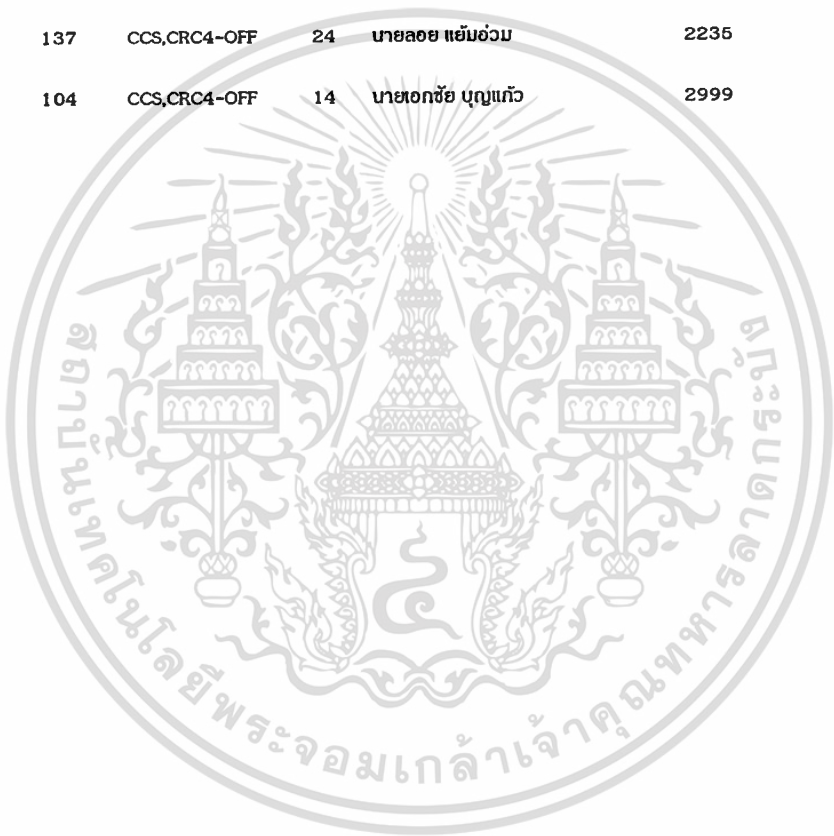 137 CCS,CRC4-OFF 24 นายลอย แย้มอ่วม 2235
104 CCS,CRC4-OFF 14 นายเอกชัย บุญแก้ว 2999
สถาบันเทคโนโลยีพระจอมเกล้าเจ้าคุณทหารลาดกระบัง